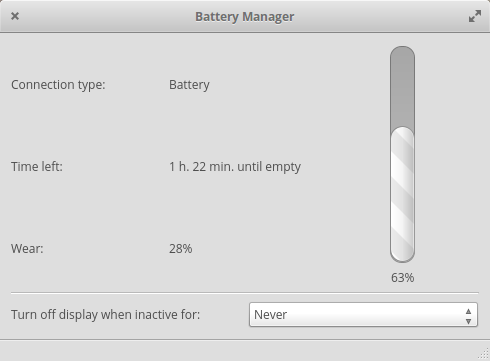 Battery Manager
Connection type: Battery
Time left: 1 h. 22 min. until empty
Wear: 28%
63%
Turn off display when inactive for: Never